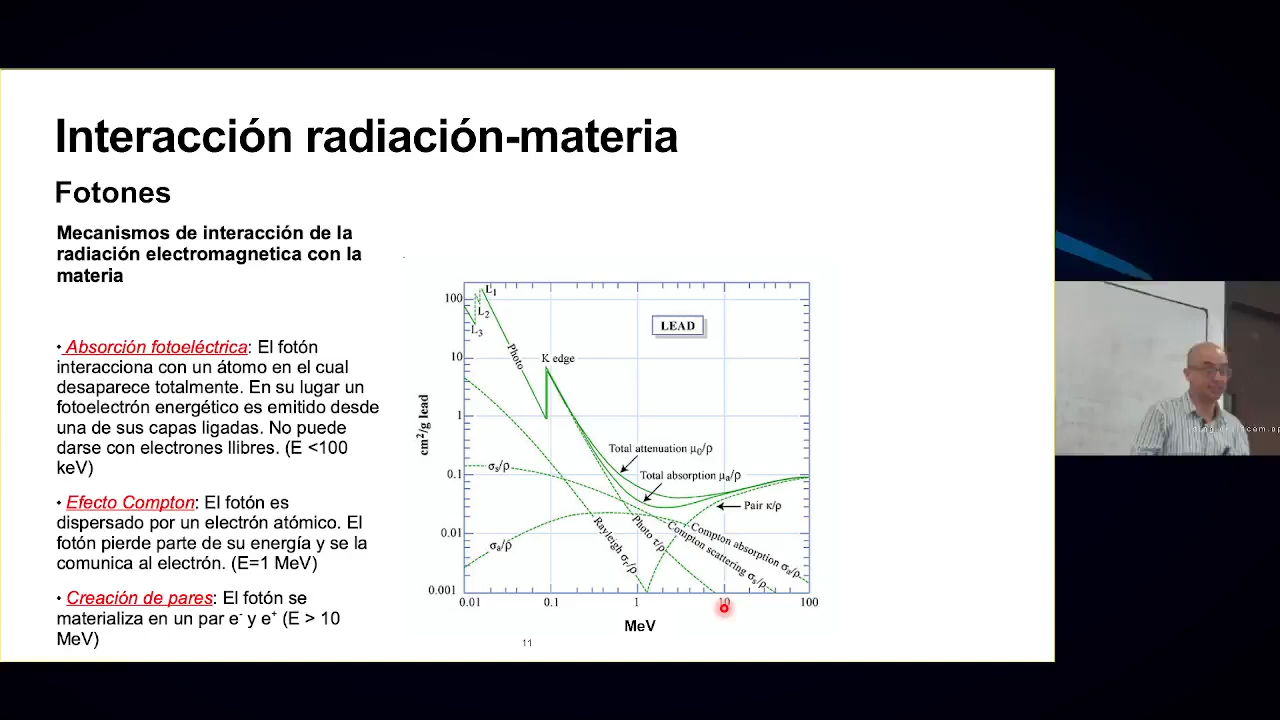 Interacción radiación-materia
Fotones
Mecanismos de interacción de la
radiación electromagnetica con la
materia
• Absorción fotoeléctrica: El fotón
interacciona con un átomo en el cual
desaparece totalmente. En su lugar un
fotoelectrón energético es emitido desde
una de sus capas ligadas. No puede
darse con electrones llibres. (E <100
keV)
• Efecto Compton: El fotón es
dispersado por un electrón atómico. El
fotón pierde parte de su energía y se la
comunica al electrón. (E=1 MeV)
• Creación de pares: El fotón se
materializa en un par e⁻ y e⁺ (E > 10
MeV)
LEAD
cm²/g lead
100
10
1
0.1
0.01
0.001
L₁
L₂
L₃
Photo
K edge
Total attenuation μ₀/ρ
Total absorption μₐ/ρ
Pair κ/ρ
σₛ/ρ
σₐ/ρ
Rayleigh σᵣ/ρ
Photo τ/ρ
Compton absorption σₐ/ρ
Compton scattering σₛ/ρ
0.01 0.1 1 10 100
MeV
11